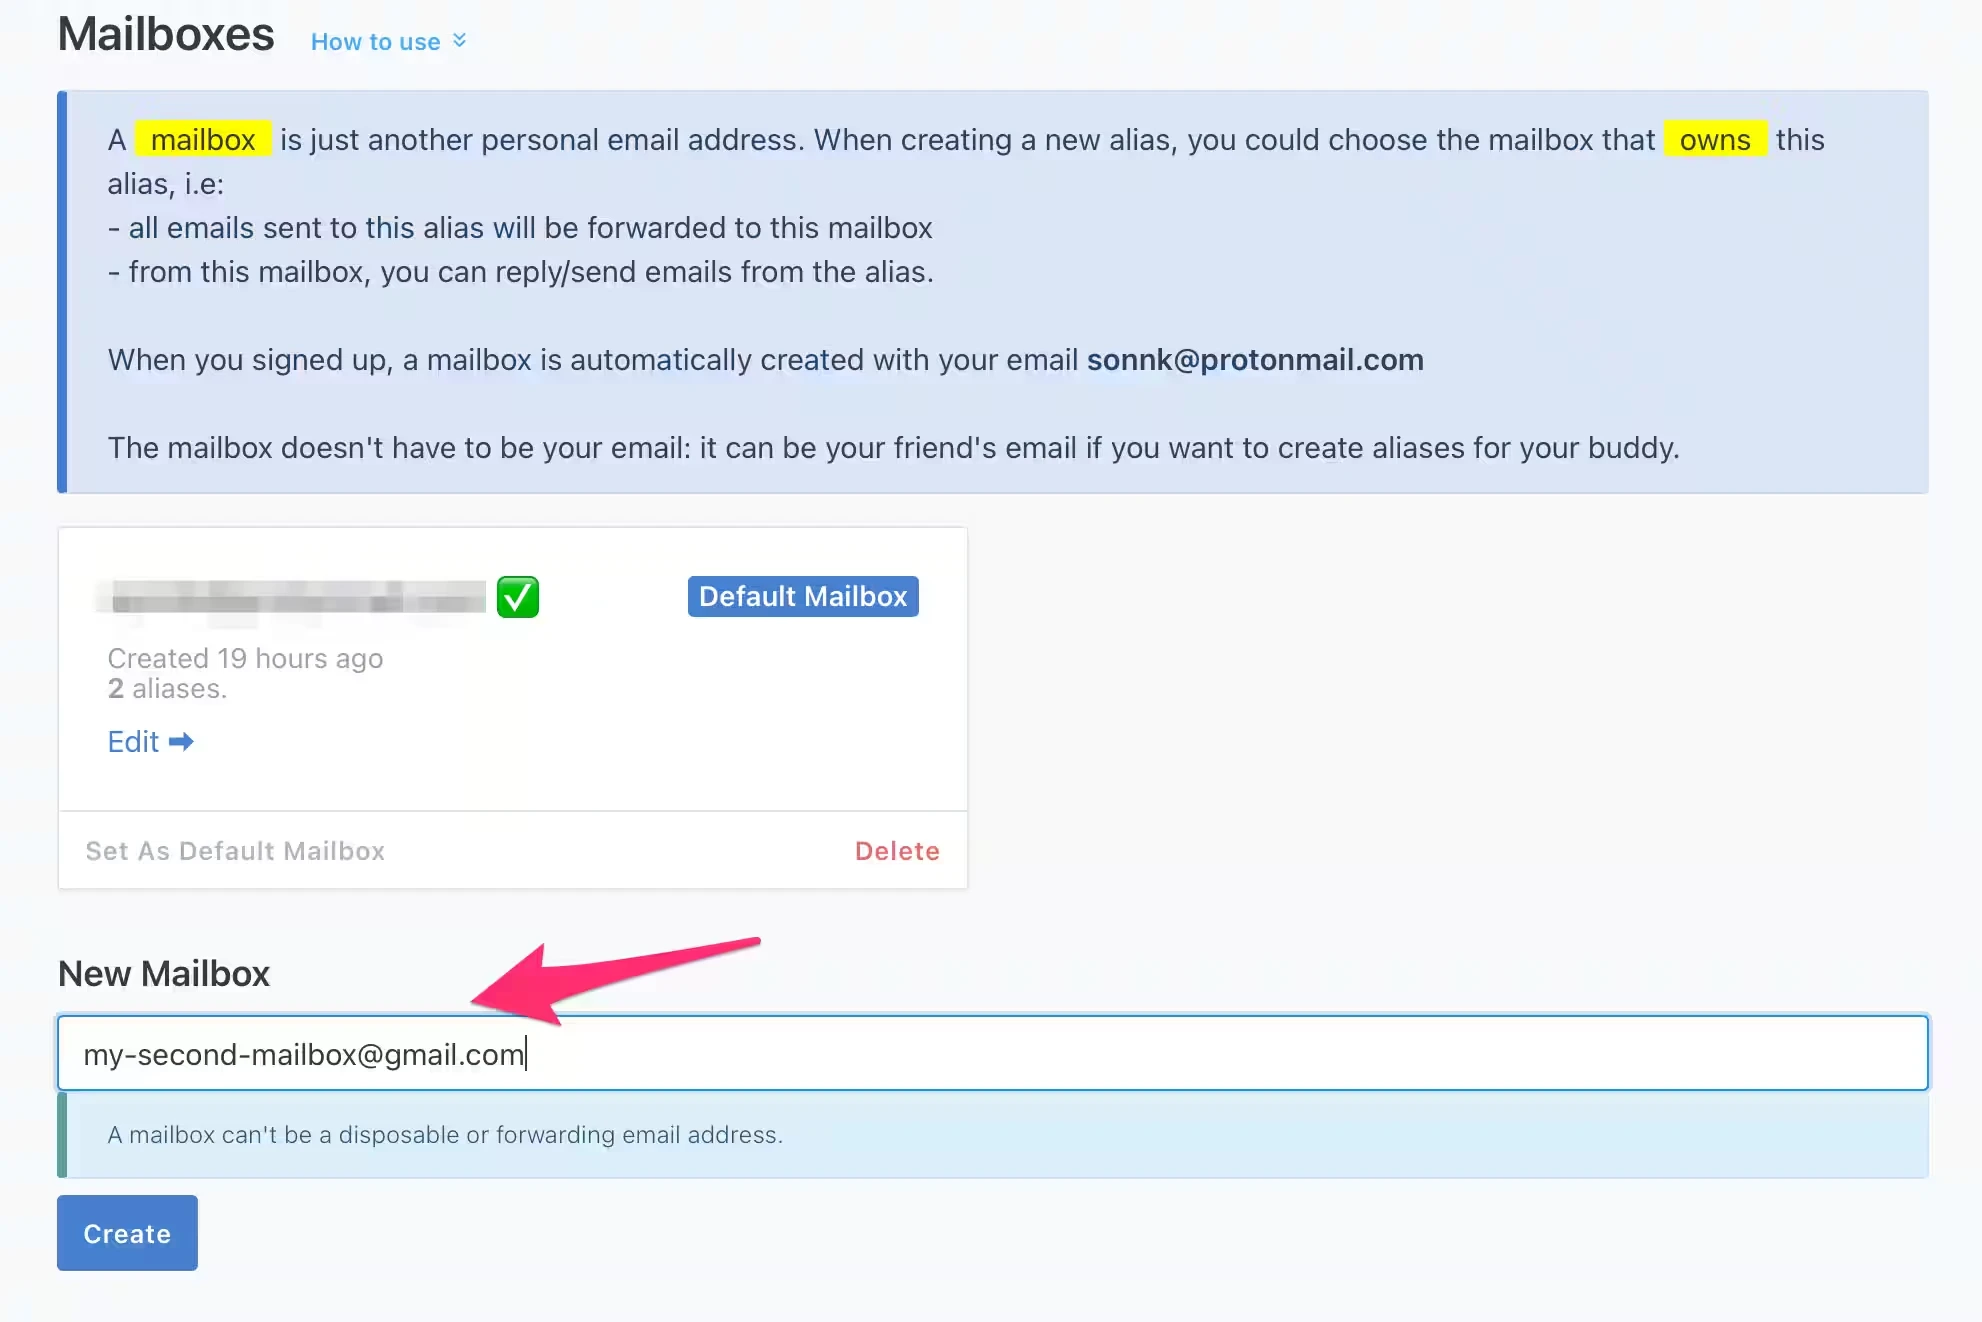 Mailboxes How to use
A mailbox is just another personal email address. When creating a new alias, you could choose the mailbox that owns this
alias, i.e:
- all emails sent to this alias will be forwarded to this mailbox
- from this mailbox, you can reply/send emails from the alias.
When you signed up, a mailbox is automatically created with your email sonnk@protonmail.com
The mailbox doesn't have to be your email: it can be your friend's email if you want to create aliases for your buddy.
Default Mailbox
Created 19 hours ago
2 aliases.
Edit
Set As Default Mailbox Delete
New Mailbox
my-second-mailbox@gmail.com
A mailbox can't be a disposable or forwarding email address.
Create